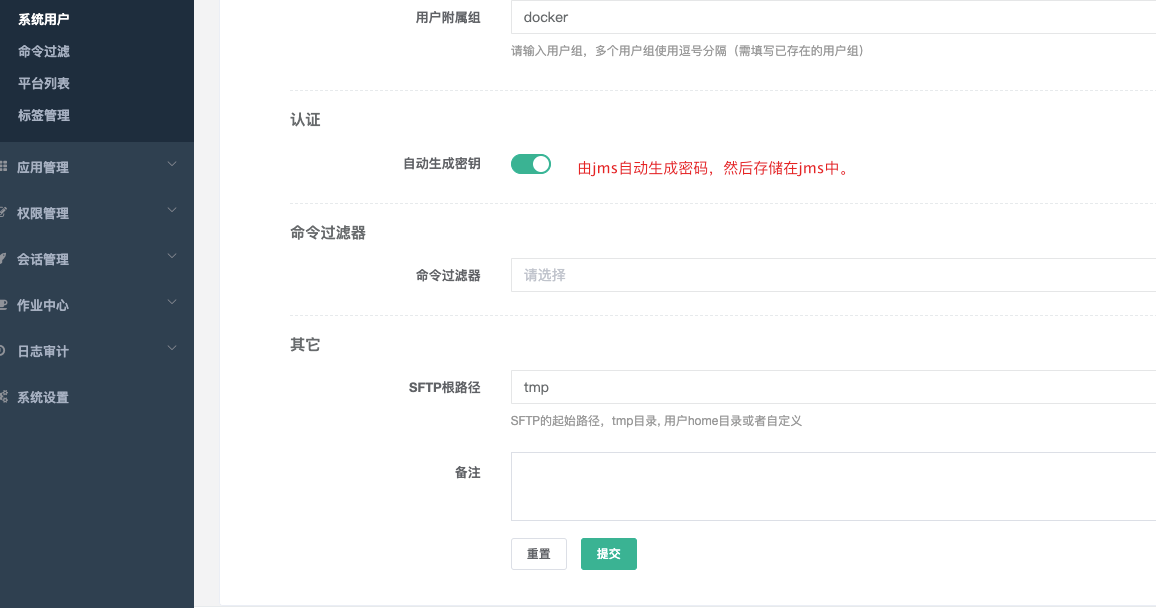 系统用户
命令过滤
平台列表
标签管理
应用管理
权限管理
会话管理
作业中心
日志审计
系统设置
用户附属组
docker
请输入用户组，多个用户组使用逗号分隔（需填写已存在的用户组）
认证
自动生成密钥
由jms自动生成密码，然后存储在jms中。
命令过滤器
命令过滤器
请选择
其它
SFTP根路径
tmp
SFTP的起始路径，tmp目录, 用户home目录或者自定义
备注
重置
提交